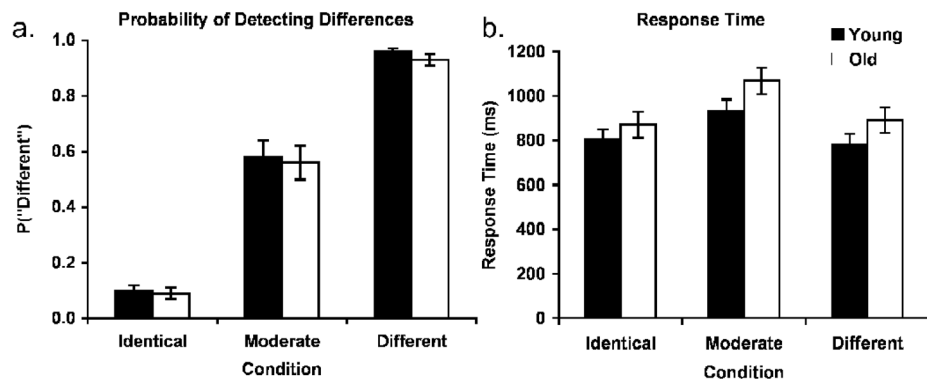 a.
Probability of Detecting Differences
P("Different")
1.0
0.8
0.6
0.4
0.2
0.0
Identical Moderate Different
Condition
b.
Response Time
Young
Old
Response Time (ms)
1200
1000
800
600
400
200
0
Identical Moderate Different
Condition